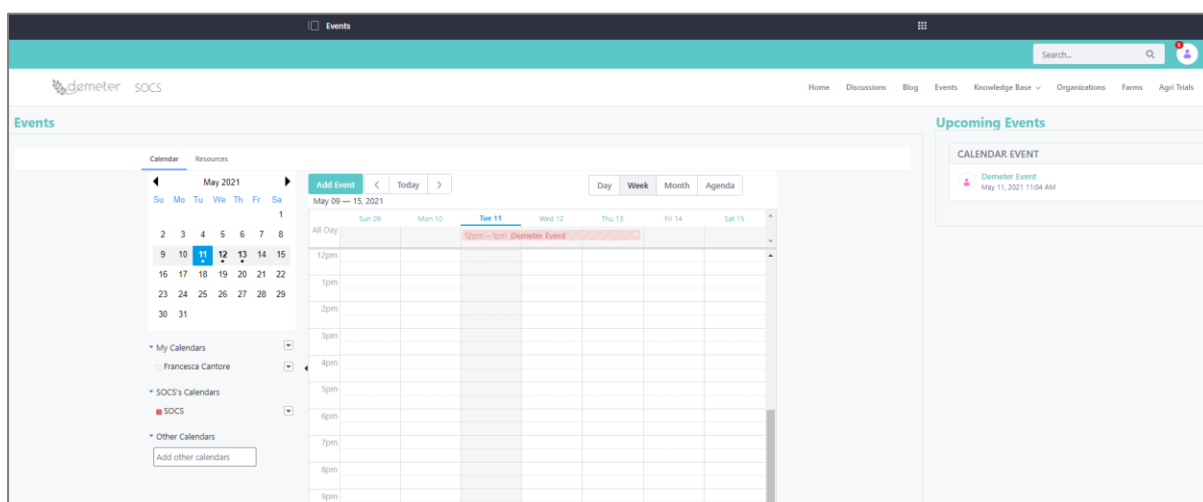 Events
Search...
1
demeter SOCS
Home Discussions Blog Events Knowledge Base Organizations Farms Agri Trials
Events
Upcoming Events
Calendar Resources
CALENDAR EVENT
Demeter Event
May 11, 2021 11:04 AM
May 2021
Su Mo Tu We Th Fr Sa
1
2 3 4 5 6 7 8
9 10 11 12 13 14 15
16 17 18 19 20 21 22
23 24 25 26 27 28 29
30 31
My Calendars
Francesca Cantore
SOCS's Calendars
SOCS
Other Calendars
Add other calendars
Add Event < Today > Day Week Month Agenda
May 09 — 15, 2021
Sun 09 Mon 10 Tue 11 Wed 12 Thu 13 Fri 14 Sat 15
All Day
12pm – 1pm Demeter Event
12pm
1pm
2pm
3pm
4pm
5pm
6pm
7pm
8pm
9pm